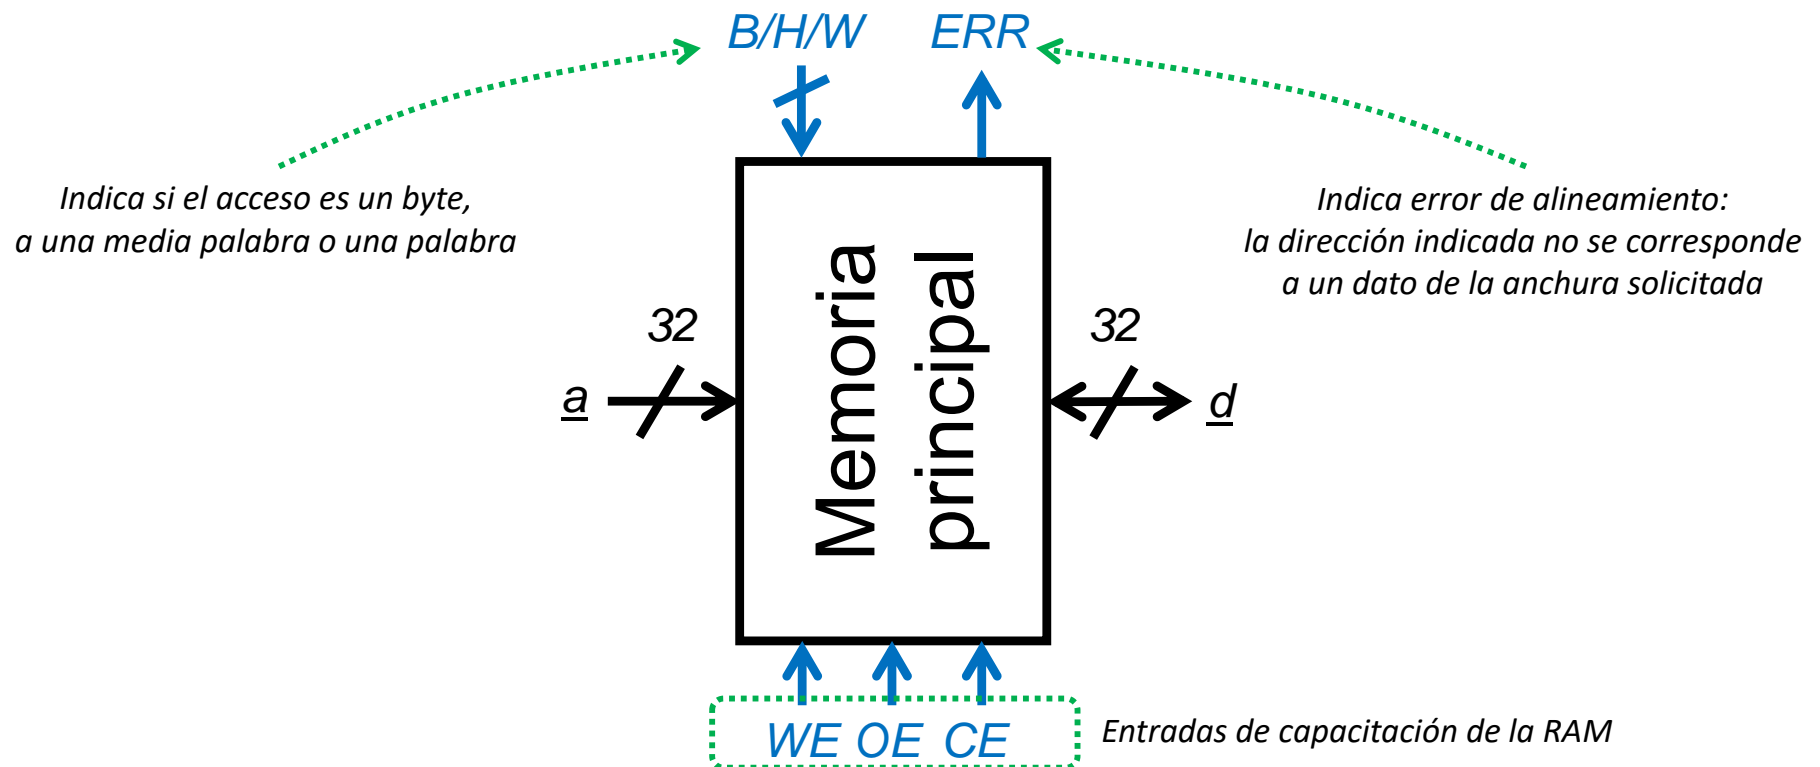 B/H/W ERR
Indica si el acceso es un byte,
a una media palabra o una palabra
Indica error de alineamiento:
la dirección indicada no se corresponde
a un dato de la anchura solicitada
32
a
Memoria
principal
32
d
WE OE CE
Entradas de capacitación de la RAM